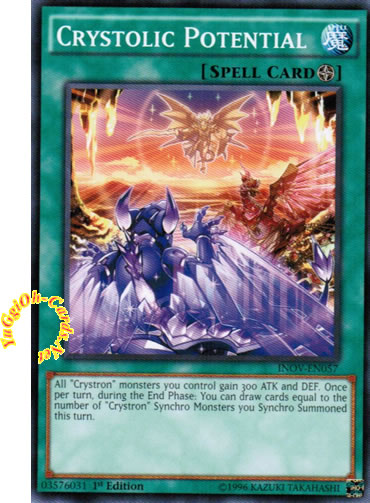 Crystolic Potential
魔
[Spell Card]
YuGgiOh-Cards.Net
INOV-EN057
All "Crystron" monsters you control gain 300 ATK and DEF. Once
per turn, during the End Phase: You can draw cards equal to the
number of "Crystron" Synchro Monsters you Synchro Summoned
this turn.
03576031 1st Edition
©1996 KAZUKI TAKAHASHI